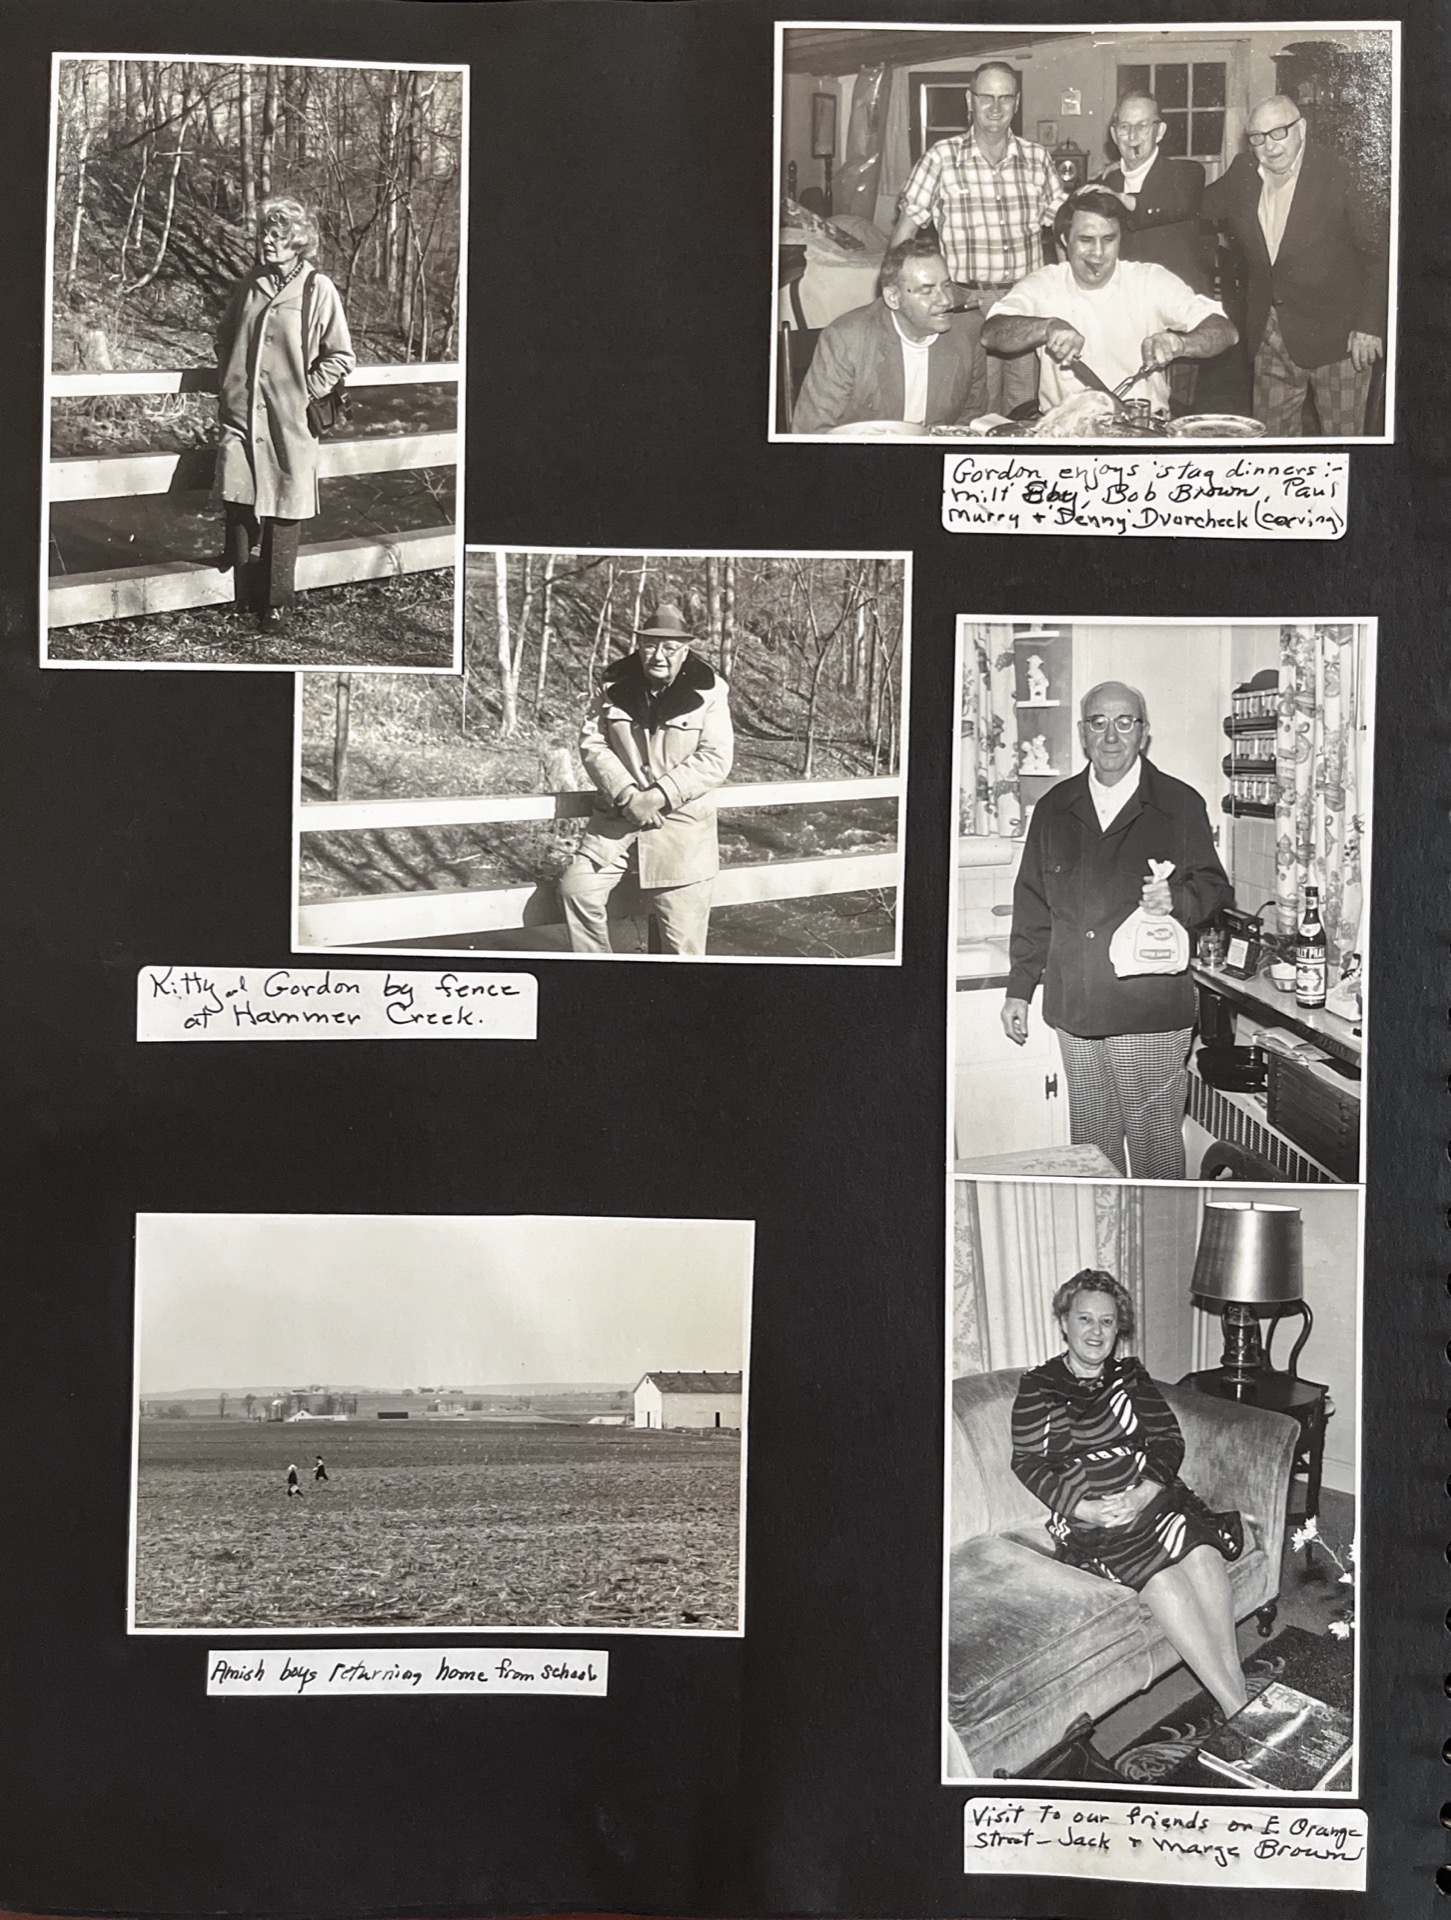 Gordon enjoys 'stag dinners:-
Milt Eby, Bob Brown, Paul
Murry + "Denny" Dvorcheck (carving)
Kitty and Gordon by fence
at Hammer Creek.
Amish boys returning home from school
Visit to our friends on E Orange
Street - Jack + Marge Brown